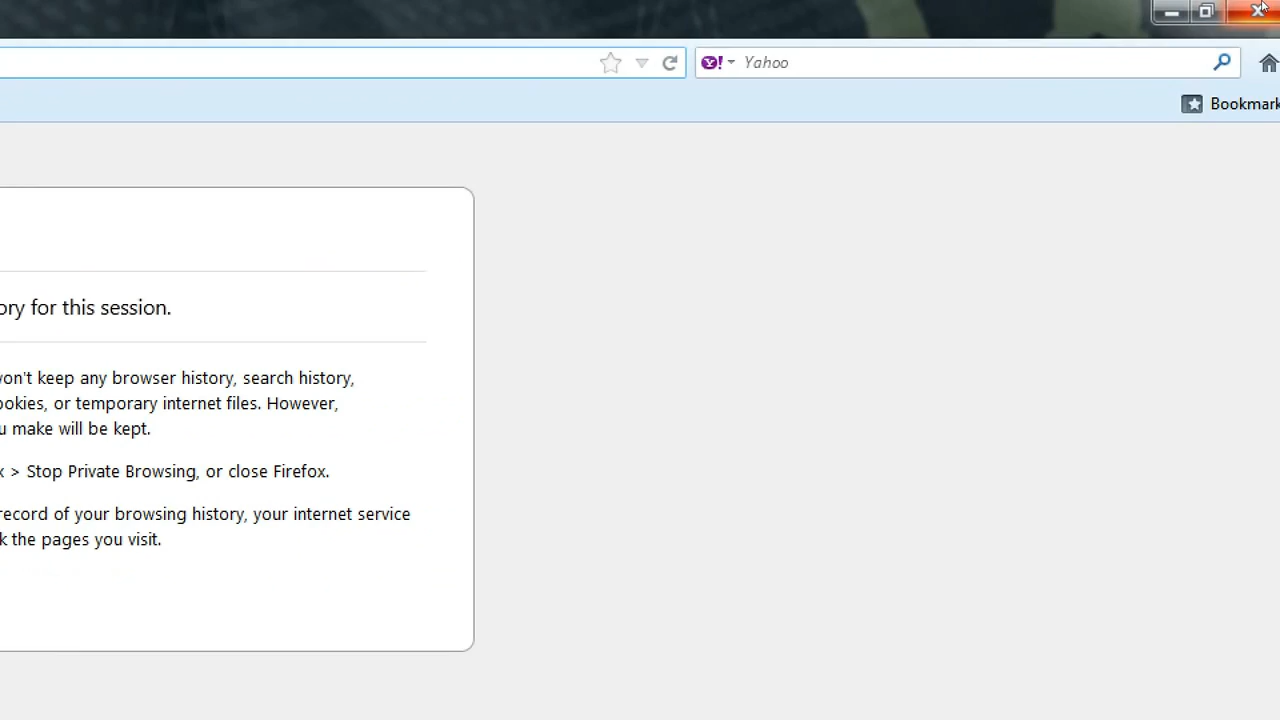 Y! Yahoo
Bookmark
ory for this session.
von't keep any browser history, search history,
ookies, or temporary internet files. However,
u make will be kept.
x > Stop Private Browsing, or close Firefox.
record of your browsing history, your internet service
k the pages you visit.